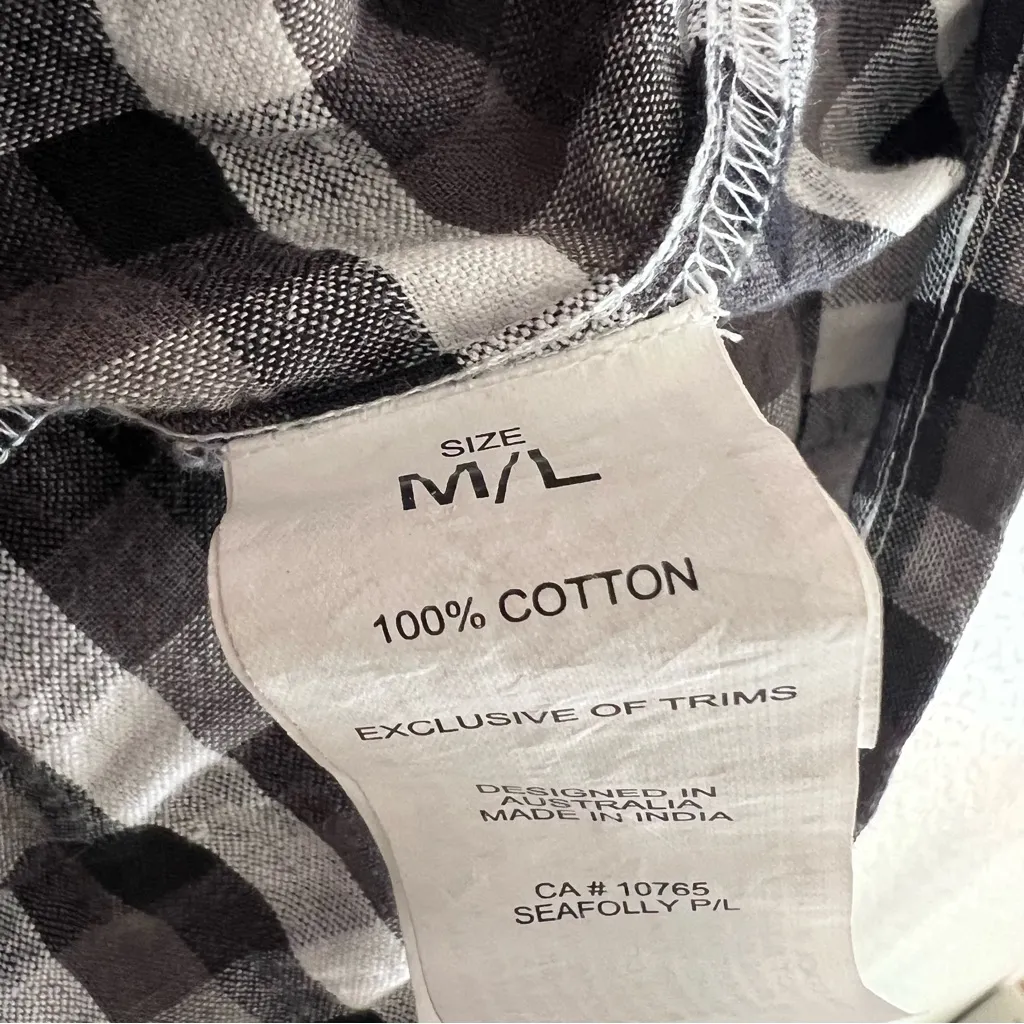 SIZE
M/L
100% COTTON
EXCLUSIVE OF TRIMS
DESIGNED IN
AUSTRALIA
MADE IN INDIA
CA # 10765
SEAFOLLY P/L